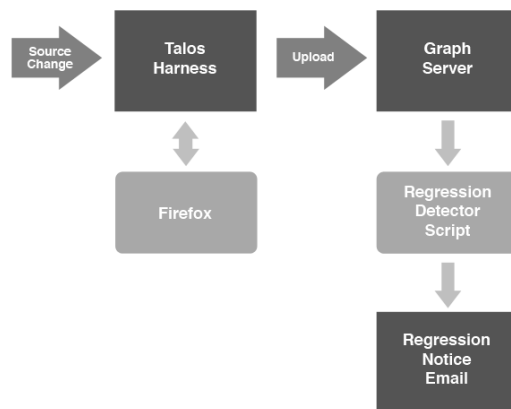 Source
Change
Talos
Harness
Upload
Graph
Server
Firefox
Regression
Detector
Script
Regression
Notice
Email